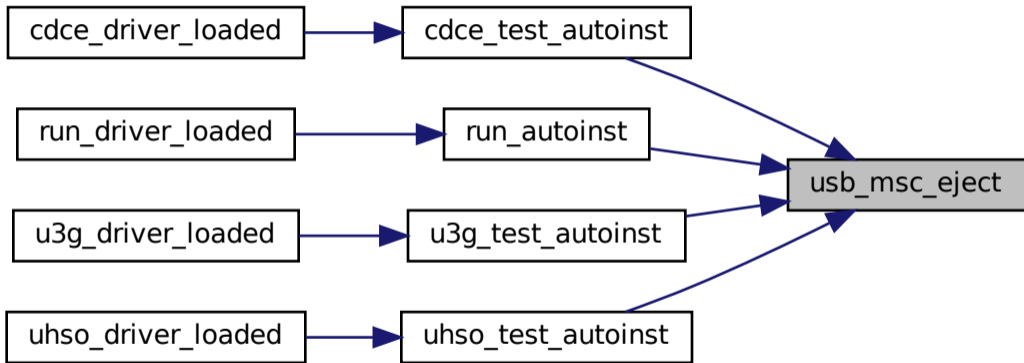 cdce_driver_loaded
cdce_test_autoinst
run_driver_loaded
run_autoinst
usb_msc_eject
u3g_driver_loaded
u3g_test_autoinst
uhso_driver_loaded
uhso_test_autoinst